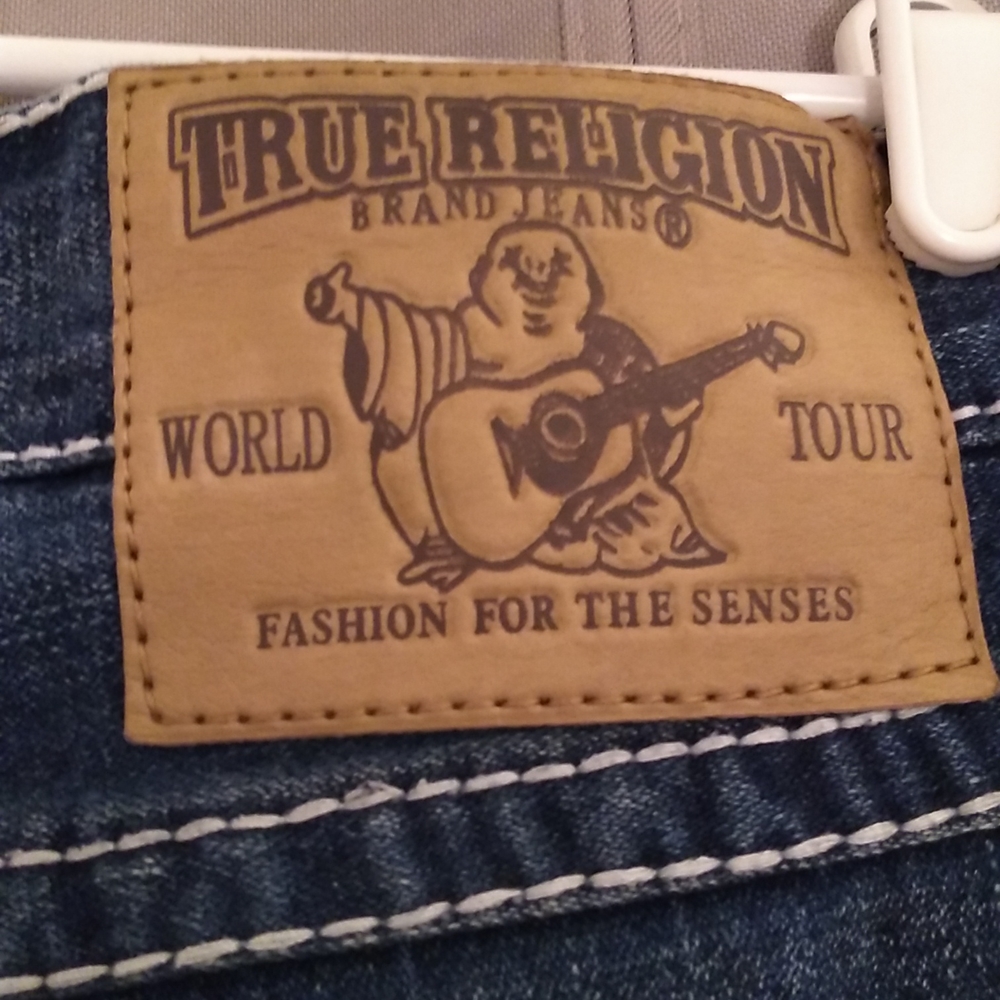 TRUE RELIGION
BRAND JEANS®
WORLD TOUR
FASHION FOR THE SENSES